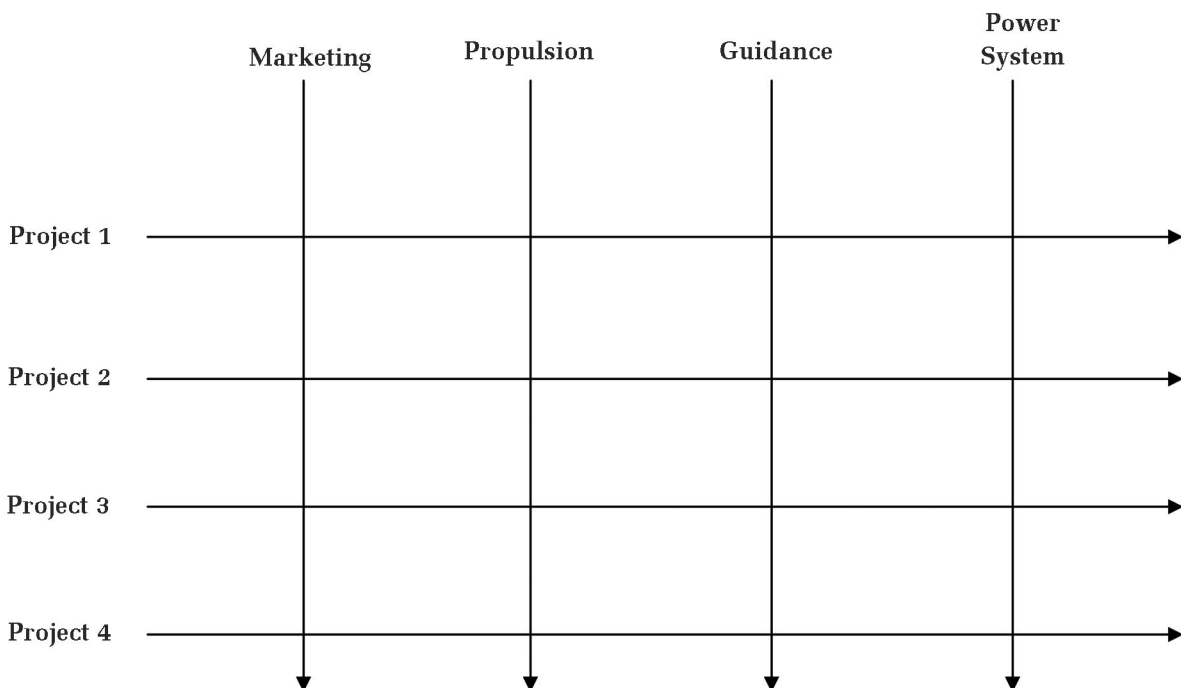 Marketing
Propulsion
Guidance
Power
System
Project 1
Project 2
Project 3
Project 4